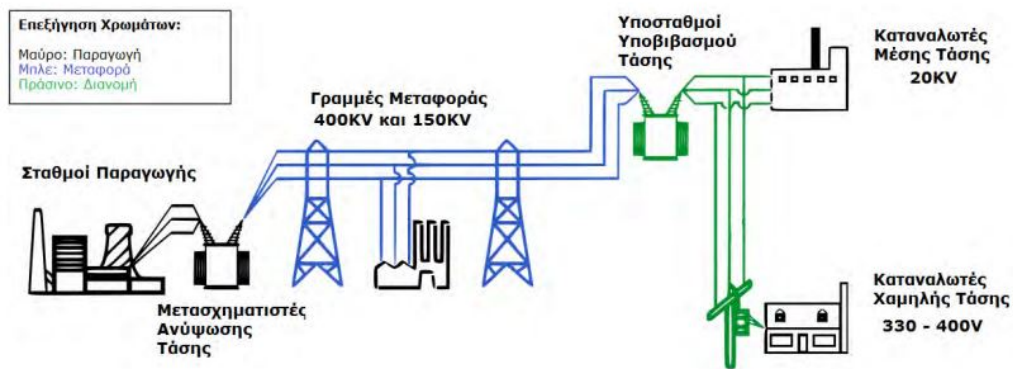 Επεξήγηση Χρωμάτων:
Μαύρο: Παραγωγή
Μπλε: Μεταφορά
Πράσινο: Διανομή
Σταθμοί Παραγωγής
Μετασχηματιστές
Ανύψωσης
Τάσης
Γραμμές Μεταφοράς
400KV και 150KV
Υποσταθμοί
Υποβιβασμού
Τάσης
Καταναλωτές
Μέσης Τάσης
20KV
Καταναλωτές
Χαμηλής Τάσης
330 - 400V